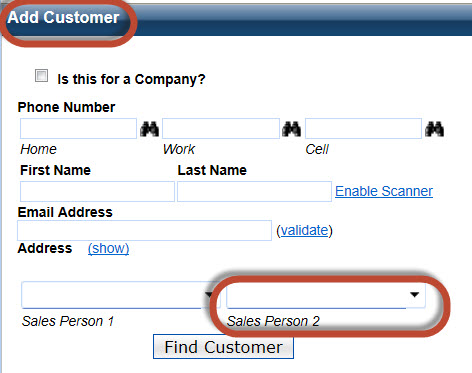 Add Customer
Is this for a Company?
Phone Number
Home Work Cell
First Name Last Name
Enable Scanner
Email Address
(validate)
Address (show)
Sales Person 1 Sales Person 2
Find Customer